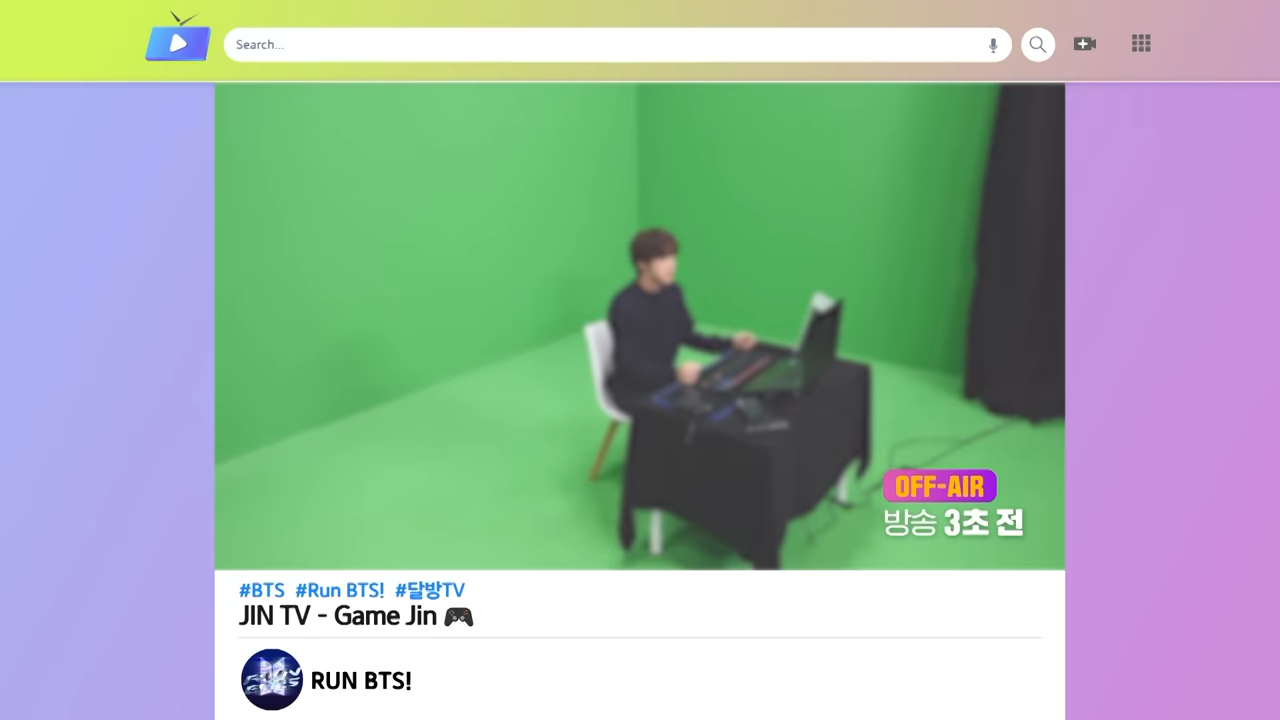 Search...
OFF-AIR
방송 3초 전
#BTS #Run BTS! #달방TV
JIN TV - Game Jin 🎮
RUN BTS!